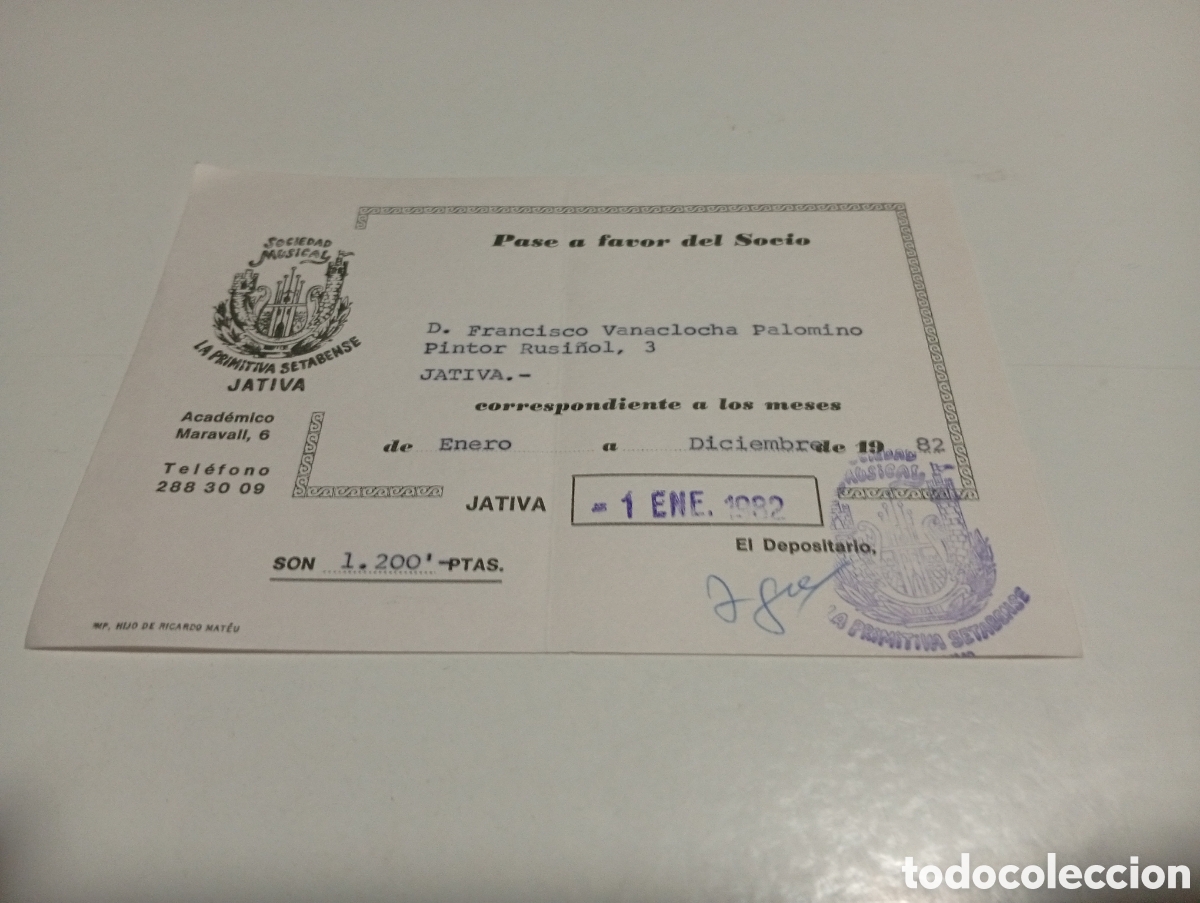 SOCIEDAD
MUSICAL
LA PRIMITIVA SETABENSE
JATIVA
Académico
Maravall, 6
Teléfono
288 30 09
Pase a favor del Socio
D. Francisco Vanaclocha Palomino
Pintor Rusiñol, 3
JATIVA.-
correspondiente a los meses
de Enero a Diciembre de 19 82
JATIVA - 1 ENE. 1982
El Depositario,
SON 1.200'- PTAS.
IMP. HIJO DE RICARDO MATÉU
MUSICAL
LA PRIMITIVA SETABENSE
todocoleccion